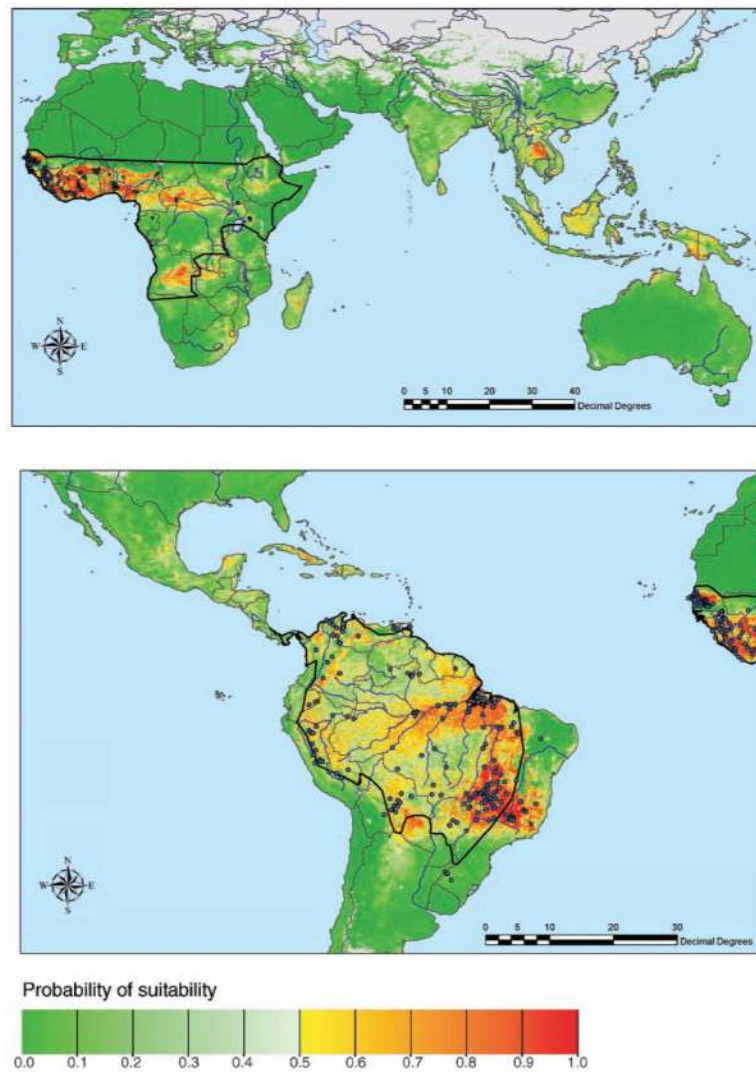 N
W E
S
0 5 10 20 30 40
Decimal Degrees
N
W E
S
0 5 10 20 30
Decimal Degrees
Probability of suitability
0.0 0.1 0.2 0.3 0.4 0.5 0.6 0.7 0.8 0.9 1.0